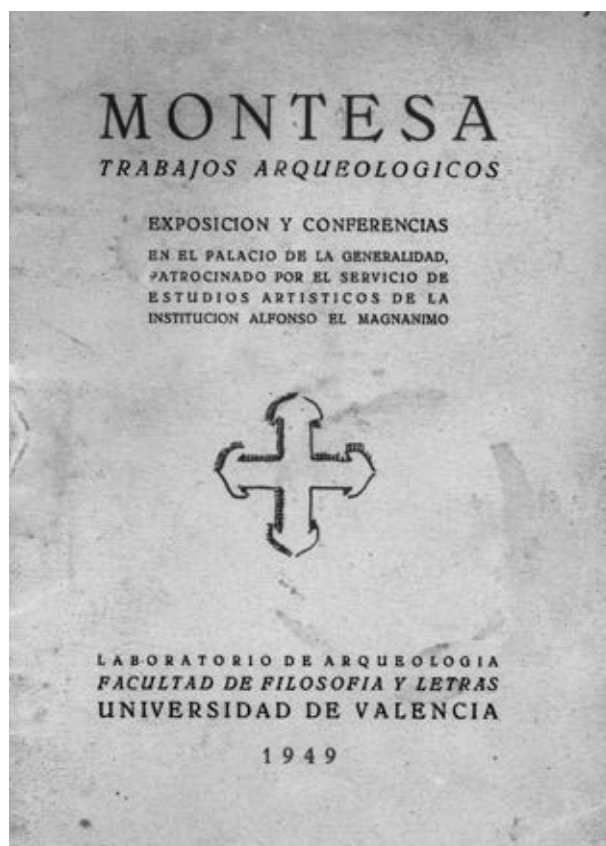 MONTESA
TRABAJOS ARQUEOLOGICOS
EXPOSICION Y CONFERENCIAS
EN EL PALACIO DE LA GENERALIDAD,
PATROCINADO POR EL SERVICIO DE
ESTUDIOS ARTISTICOS DE LA
INSTITUCION ALFONSO EL MAGNANIMO
LABORATORIO DE ARQUEOLOGIA
FACULTAD DE FILOSOFIA Y LETRAS
UNIVERSIDAD DE VALENCIA
1949